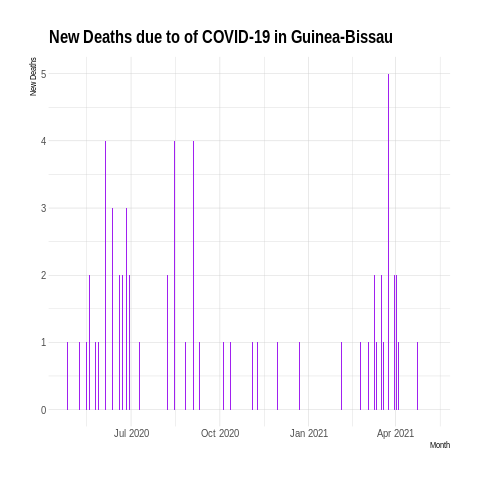 New Deaths due to of COVID-19 in Guinea-Bissau
New Deaths
5
4
3
2
1
0
Jul 2020 Oct 2020 Jan 2021 Apr 2021
Month